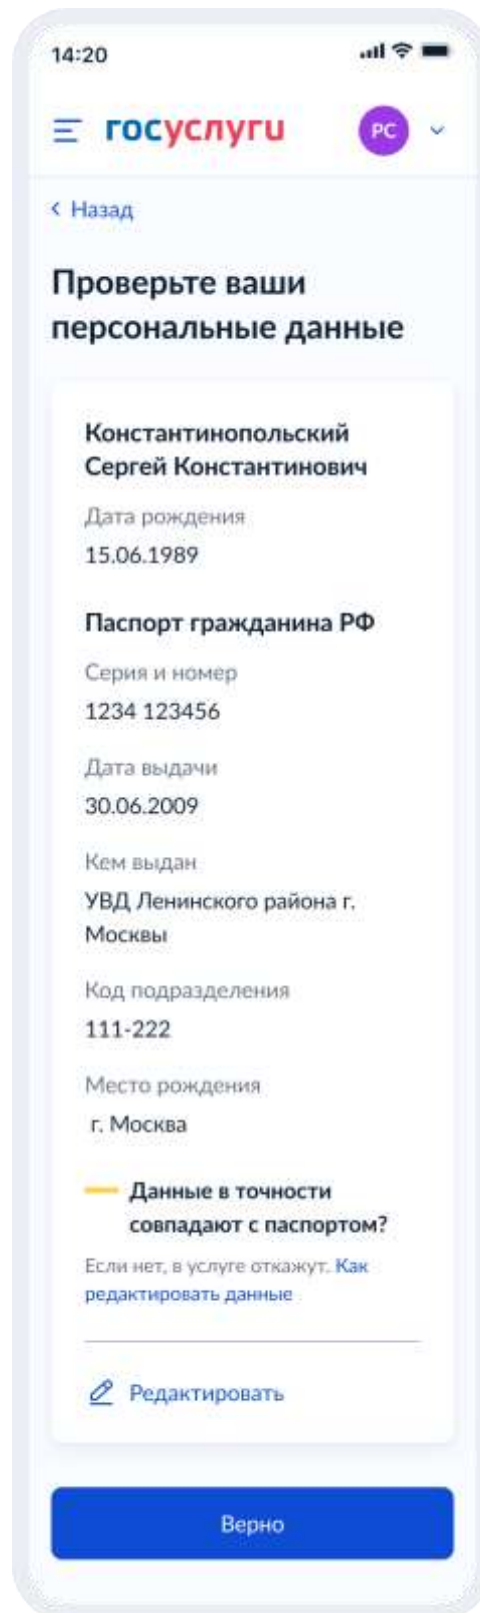 14:20
госуслуги
РС
Назад
Проверьте ваши
персональные данные
Константинопольский
Сергей Константинович
Дата рождения
15.06.1989
Паспорт гражданина РФ
Серия и номер
1234 123456
Дата выдачи
30.06.2009
Кем выдан
УВД Ленинского района г.
Москвы
Код подразделения
111-222
Место рождения
г. Москва
Данные в точности
совпадают с паспортом?
Если нет, в услуге откажут. Как
редактировать данные
Редактировать
Верно